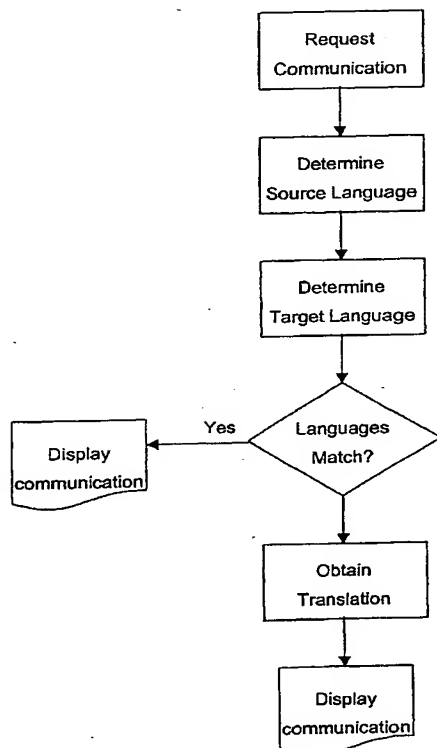 Request
Communication
Determine
Source Language
Determine
Target Language
Languages
Match?
Yes
Display
communication
Obtain
Translation
Display
communication